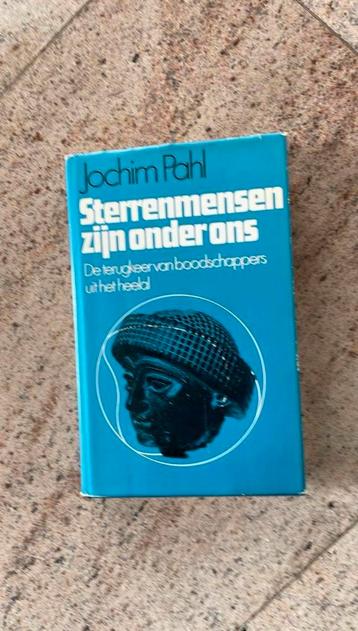 Jochim Pahl
Sterrenmensen
zijn onder ons
De terugkeer van boodschappers
uit het heelal